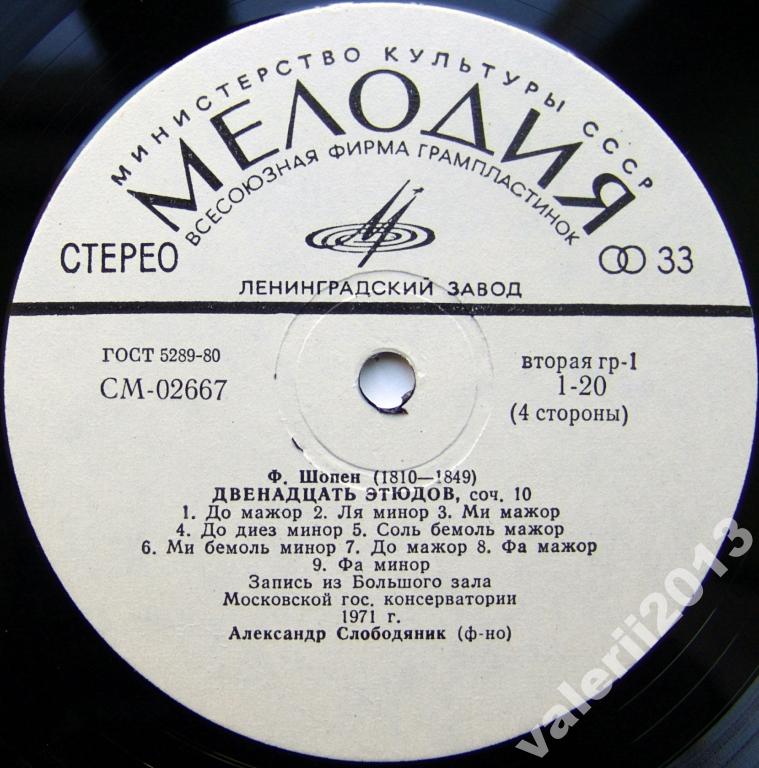 МИНИСТЕРСТВО КУЛЬТУРЫ СССР
МЕЛОДИЯ
ВСЕСОЮЗНАЯ ФИРМА ГРАМПЛАСТИНОК
СТЕРЕО
33
ЛЕНИНГРАДСКИЙ ЗАВОД
ГОСТ 5289-80
СМ-02667
вторая гр-1
1-20
(4 стороны)
Ф. Шопен (1810—1849)
ДВЕНАДЦАТЬ ЭТЮДОВ, соч. 10
1. До мажор 2. Ля минор 3. Ми мажор
4. До диез минор 5. Соль бемоль мажор
6. Ми бемоль минор 7. До мажор 8. Фа мажор
9. Фа минор
Запись из Большого зала
Московской гос. консерватории
1971 г.
Александр Слободяник (ф-но)
valerii2013